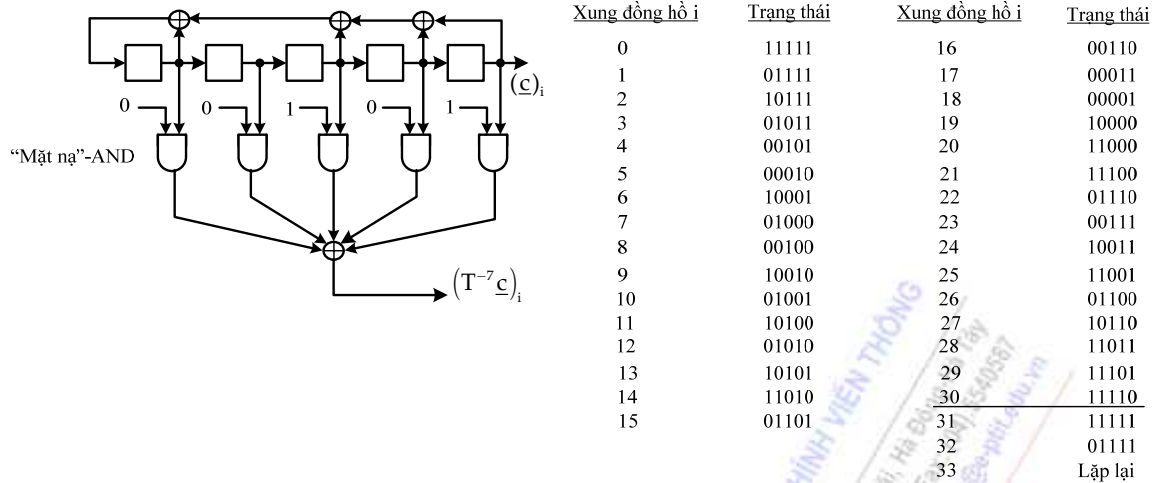 (c)i
0 0 1 0 1
“Mặt nạ”-AND
(T⁻⁷c)i
Xung đồng hồ i Trạng thái Xung đồng hồ i Trạng thái
0 11111 16 00110
1 01111 17 00011
2 10111 18 00001
3 01011 19 10000
4 00101 20 11000
5 00010 21 11100
6 10001 22 01110
7 01000 23 00111
8 00100 24 10011
9 10010 25 11001
10 01001 26 01100
11 10100 27 10110
12 01010 28 11011
13 10101 29 11101
14 11010 30 11110
15 01101 31 11111
32 01111
33 Lặp lại
HÍNH VIỄN THÔNG